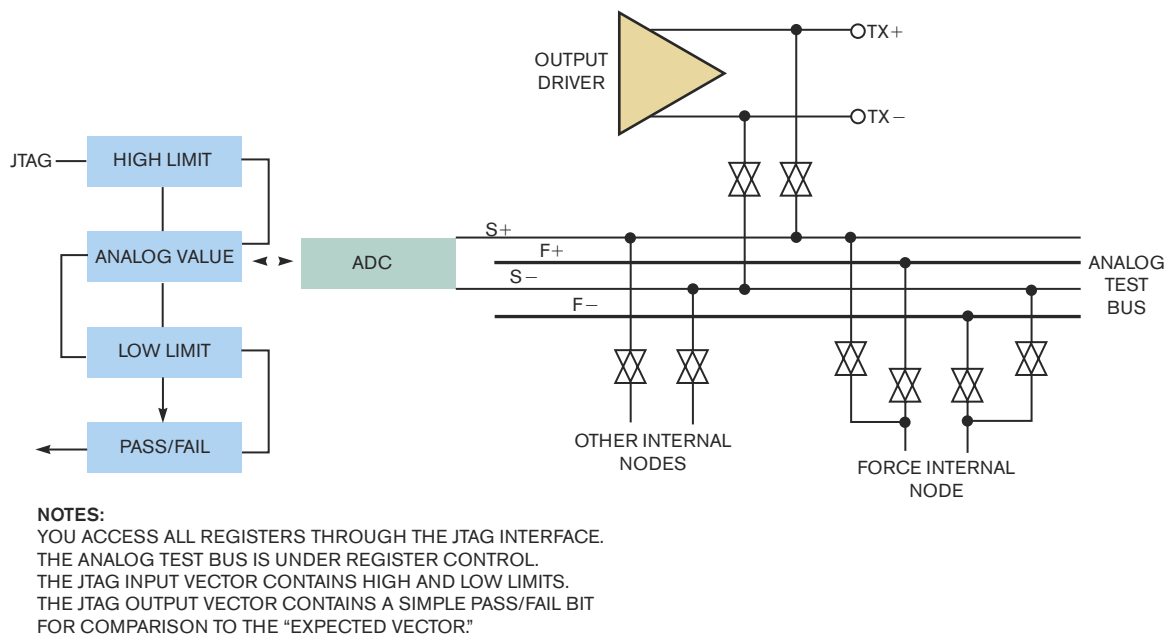 OUTPUT
DRIVER
TX+
TX−
JTAG
HIGH LIMIT
ANALOG VALUE
ADC
LOW LIMIT
PASS/FAIL
S+
F+
S−
F−
ANALOG
TEST
BUS
OTHER INTERNAL
NODES
FORCE INTERNAL
NODE
NOTES:
YOU ACCESS ALL REGISTERS THROUGH THE JTAG INTERFACE.
THE ANALOG TEST BUS IS UNDER REGISTER CONTROL.
THE JTAG INPUT VECTOR CONTAINS HIGH AND LOW LIMITS.
THE JTAG OUTPUT VECTOR CONTAINS A SIMPLE PASS/FAIL BIT
FOR COMPARISON TO THE “EXPECTED VECTOR.”